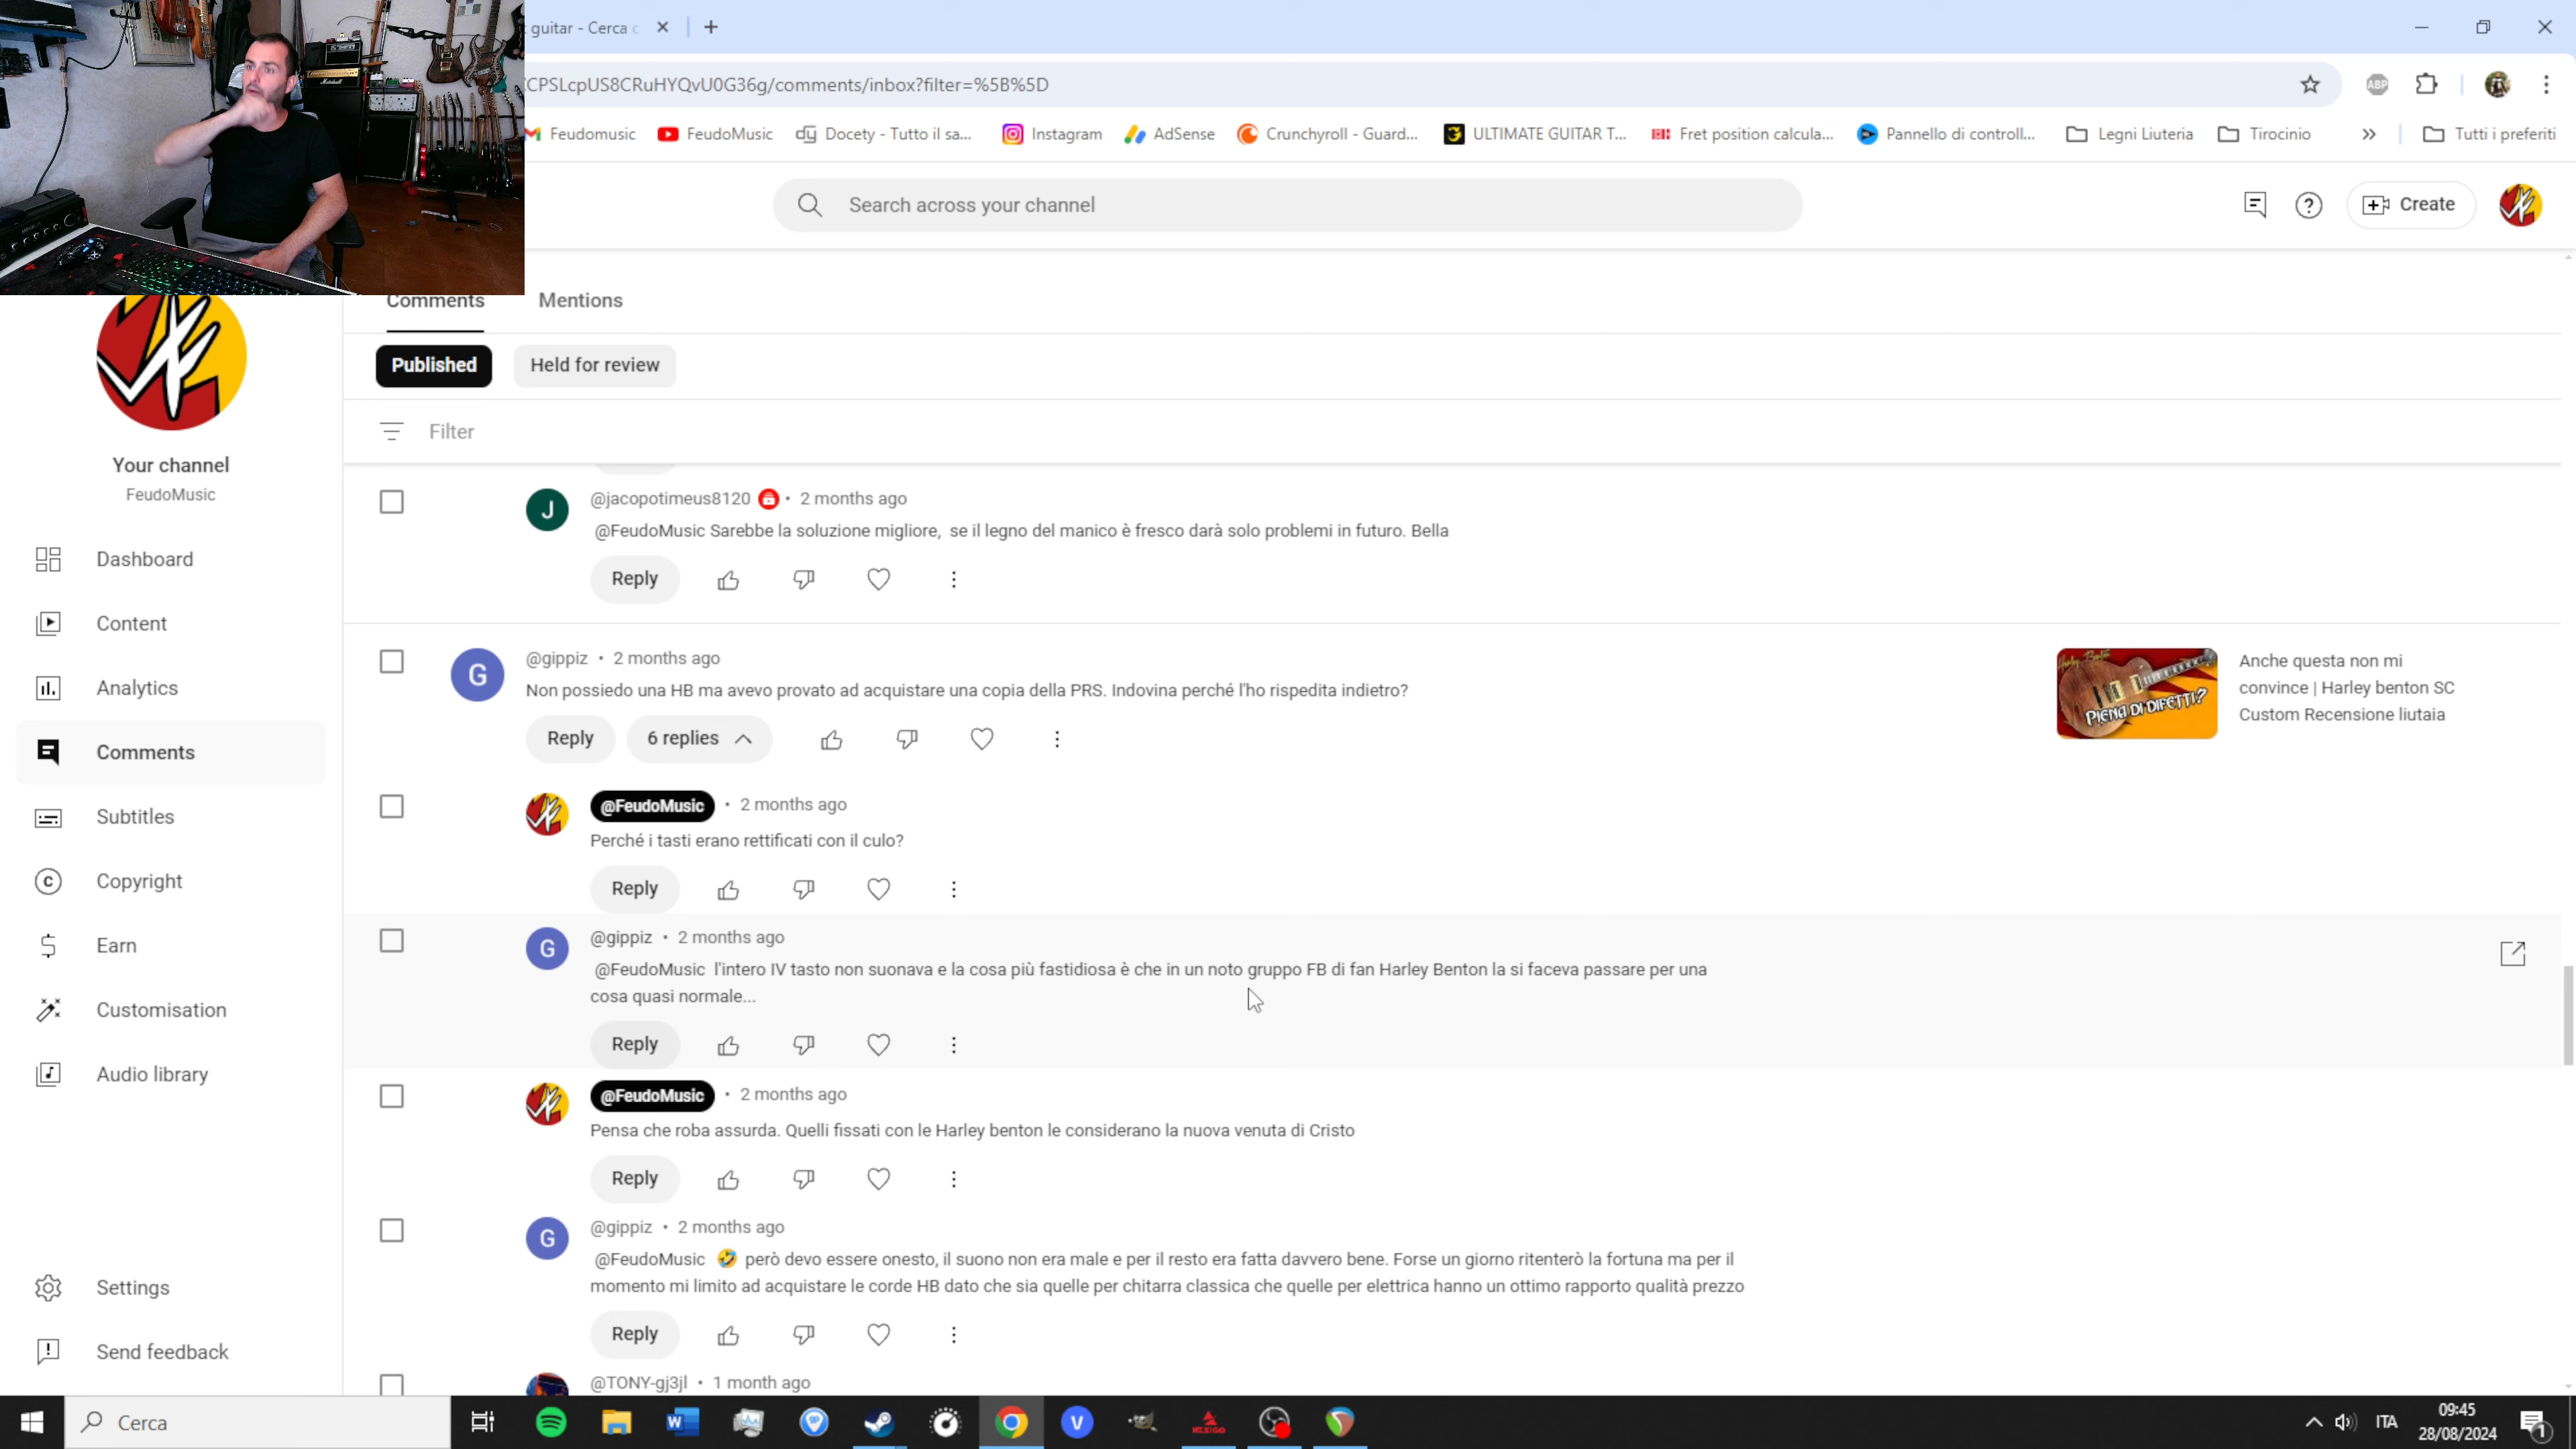 guitar - Cerca
CPSLcpUS8CRuHYQvU0G36g/comments/inbox?filter=%5B%5D
ABP
Feudomusic
FeudoMusic
Docety - Tutto il sa...
Instagram
AdSense
Crunchyroll - Guard...
ULTIMATE GUITAR T...
Fret position calcula...
Pannello di controll...
Legni Liuteria
Tirocinio
Tutti i preferiti
Search across your channel
Create
Comments
Mentions
Published
Held for review
Filter
Your channel
FeudoMusic
Dashboard
Content
Analytics
Comments
Subtitles
Copyright
Earn
Customisation
Audio library
Settings
Send feedback
J
@jacopotimeus8120 • 2 months ago
@FeudoMusic Sarebbe la soluzione migliore, se il legno del manico è fresco darà solo problemi in futuro. Bella
Reply
G
@gippiz • 2 months ago
Non possiedo una HB ma avevo provato ad acquistare una copia della PRS. Indovina perché l'ho rispedita indietro?
Reply
6 replies
Harley Benton
PIENA DI DIFETTI?
Anche questa non mi
convince | Harley benton SC
Custom Recensione liutaia
@FeudoMusic • 2 months ago
Perché i tasti erano rettificati con il culo?
Reply
G
@gippiz • 2 months ago
@FeudoMusic l'intero IV tasto non suonava e la cosa più fastidiosa è che in un noto gruppo FB di fan Harley Benton la si faceva passare per una
cosa quasi normale...
Reply
@FeudoMusic • 2 months ago
Pensa che roba assurda. Quelli fissati con le Harley benton le considerano la nuova venuta di Cristo
Reply
G
@gippiz • 2 months ago
@FeudoMusic 🤣 però devo essere onesto, il suono non era male e per il resto era fatta davvero bene. Forse un giorno ritenterò la fortuna ma per il
momento mi limito ad acquistare le corde HB dato che sia quelle per chitarra classica che quelle per elettrica hanno un ottimo rapporto qualità prezzo
Reply
@TONY-gj3jl • 1 month ago
Cerca
ITA
09:45
28/08/2024
1